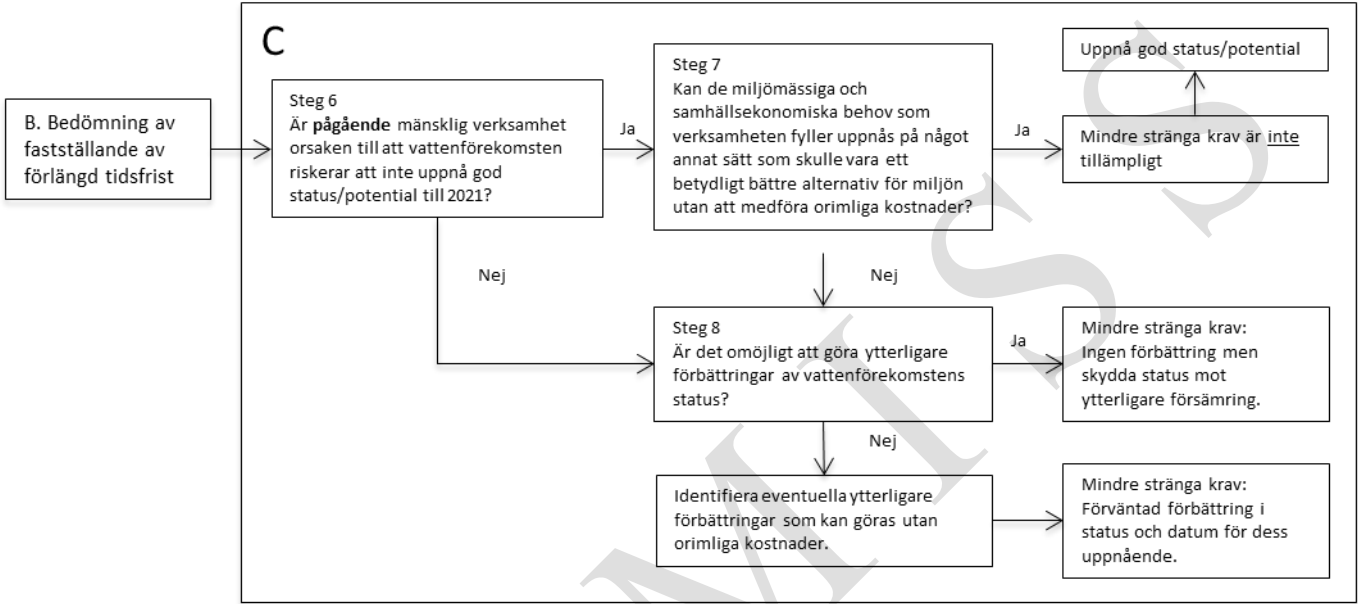 C
B. Bedömning av
fastställande av
förlängd tidsfrist
Steg 6
Är pågående mänsklig verksamhet
orsaken till att vattenförekomsten
riskerar att inte uppnå god
status/potential till 2021?
Ja
Steg 7
Kan de miljömässiga och
samhällsekonomiska behov som
verksamheten fyller uppnås på något
annat sätt som skulle vara ett
betydligt bättre alternativ för miljön
utan att medföra orimliga kostnader?
Ja
Uppnå god status/potential
Mindre stränga krav är inte
tillämpligt
Nej
Nej
Steg 8
Är det omöjligt att göra ytterligare
förbättringar av vattenförekomstens
status?
Ja
Mindre stränga krav:
Ingen förbättring men
skydda status mot
ytterligare försämring.
Nej
Identifiera eventuella ytterligare
förbättringar som kan göras utan
orimliga kostnader.
Mindre stränga krav:
Förväntad förbättring i
status och datum för dess
uppnående.
MISS